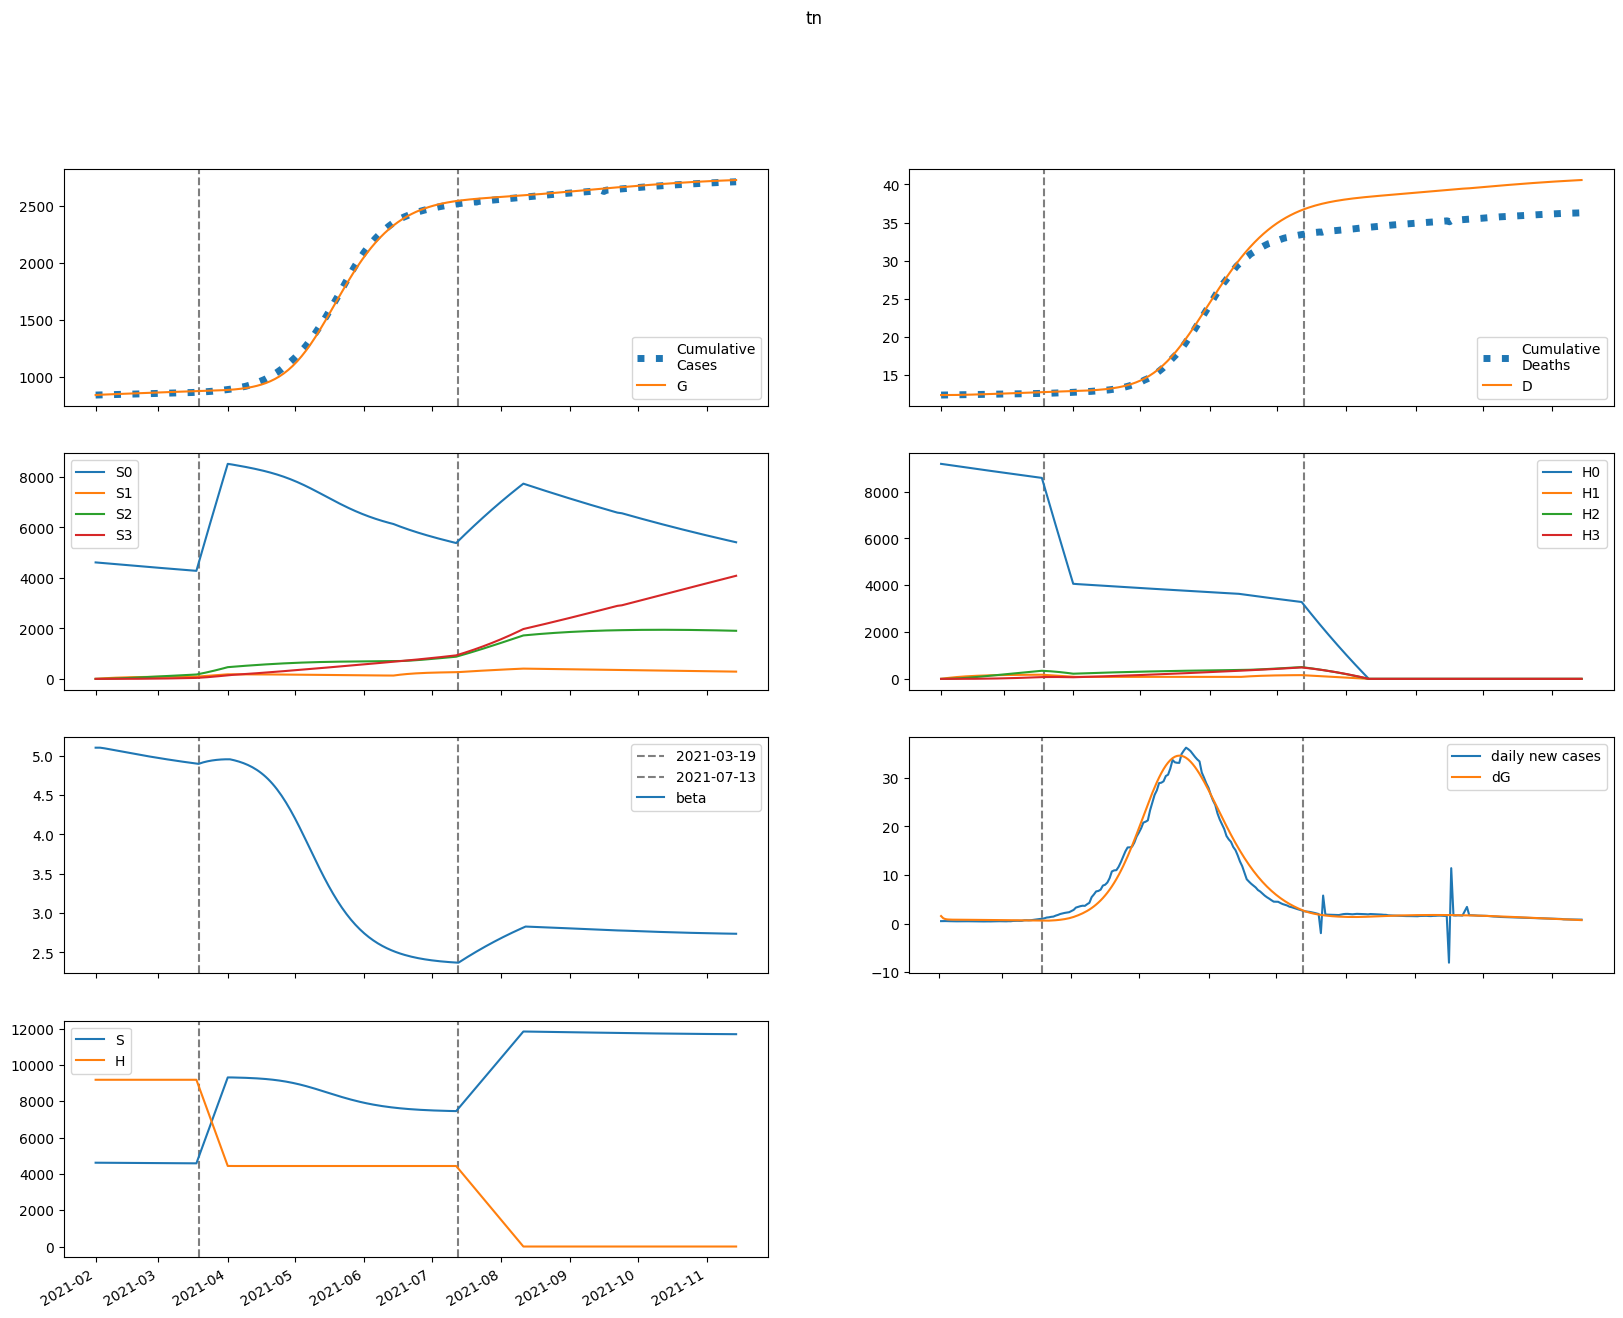 tn
2500
2000
1500
1000
Cumulative
Cases
G
40
35
30
25
20
15
Cumulative
Deaths
D
8000
6000
4000
2000
0
S0
S1
S2
S3
8000
6000
4000
2000
0
H0
H1
H2
H3
5.0
4.5
4.0
3.5
3.0
2.5
2021-03-19
2021-07-13
beta
30
20
10
0
−10
daily new cases
dG
12000
10000
8000
6000
4000
2000
0
S
H
2021-02
2021-03
2021-04
2021-05
2021-06
2021-07
2021-08
2021-09
2021-10
2021-11